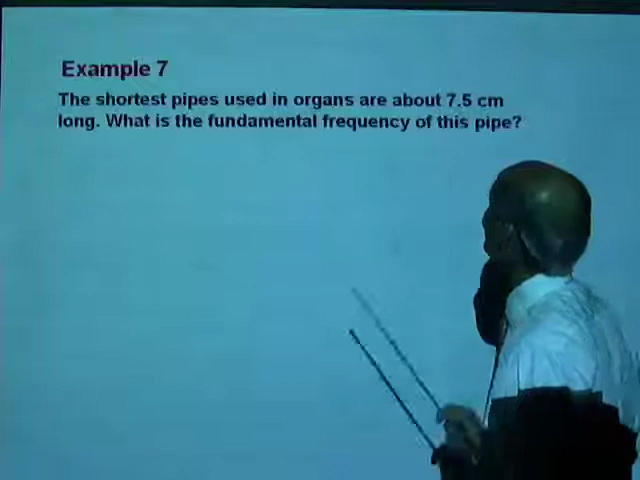 Example 7
The shortest pipes used in organs are about 7.5 cm
long. What is the fundamental frequency of this pipe?